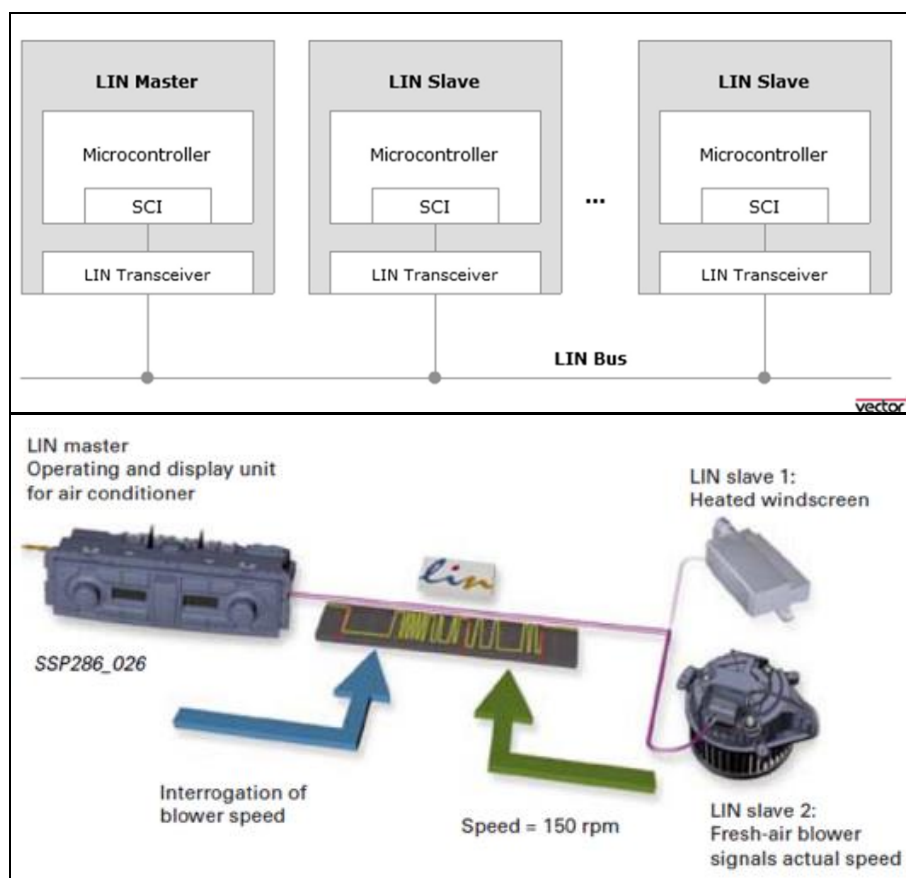 LIN Master
LIN Slave
LIN Slave
Microcontroller
Microcontroller
Microcontroller
SCI
SCI
...
SCI
LIN Transceiver
LIN Transceiver
LIN Transceiver
LIN Bus
vector
LIN master
Operating and display unit
for air conditioner
LIN slave 1:
Heated windscreen
lin
SSP286_026
Interrogation of
blower speed
Speed = 150 rpm
LIN slave 2:
Fresh-air blower
signals actual speed